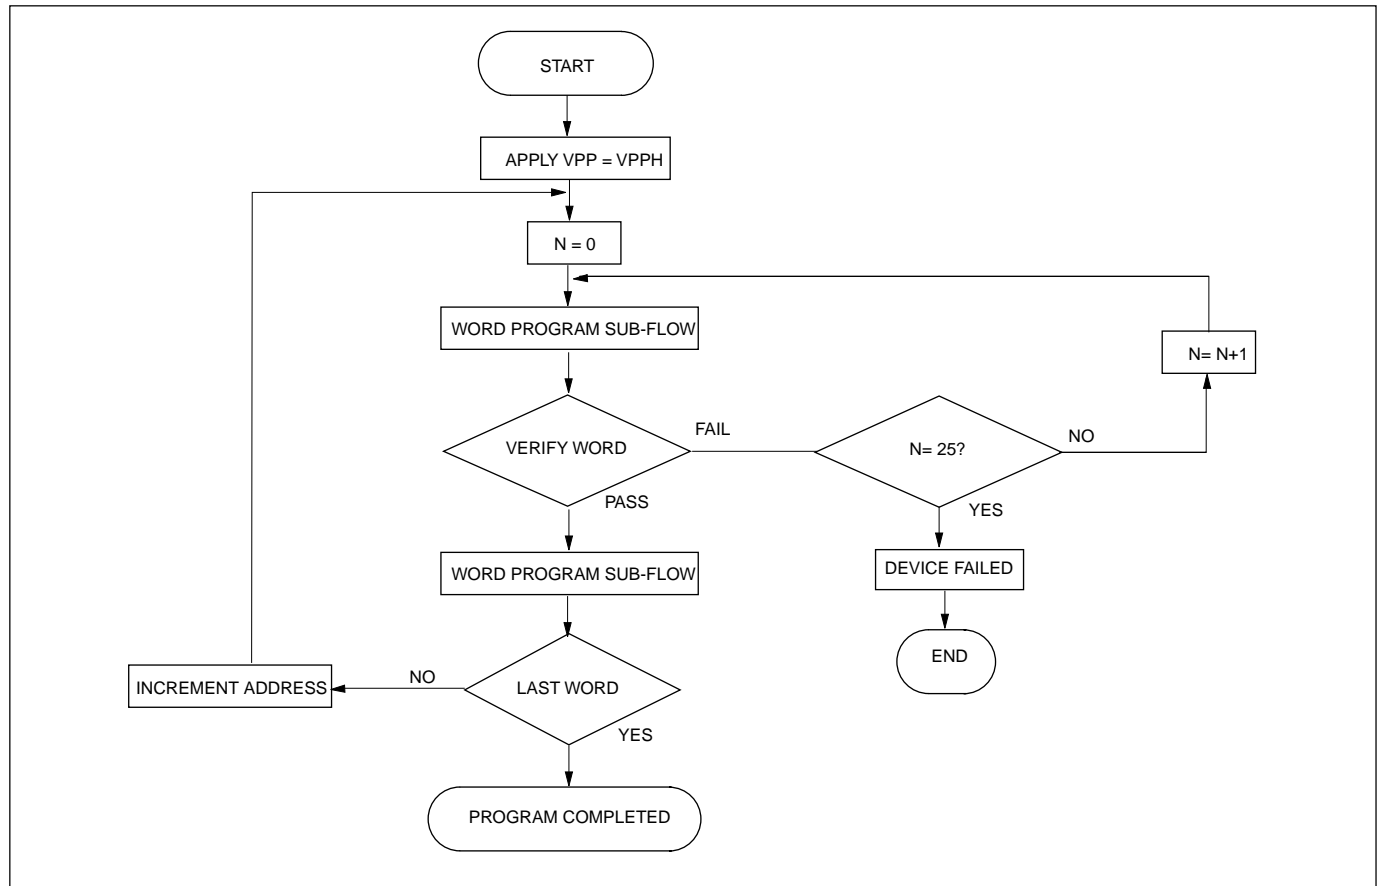 START
APPLY VPP = VPPH
N = 0
WORD PROGRAM SUB-FLOW
N= N+1
VERIFY WORD
FAIL
N= 25?
NO
PASS
YES
WORD PROGRAM SUB-FLOW
DEVICE FAILED
END
INCREMENT ADDRESS
NO
LAST WORD
YES
PROGRAM COMPLETED